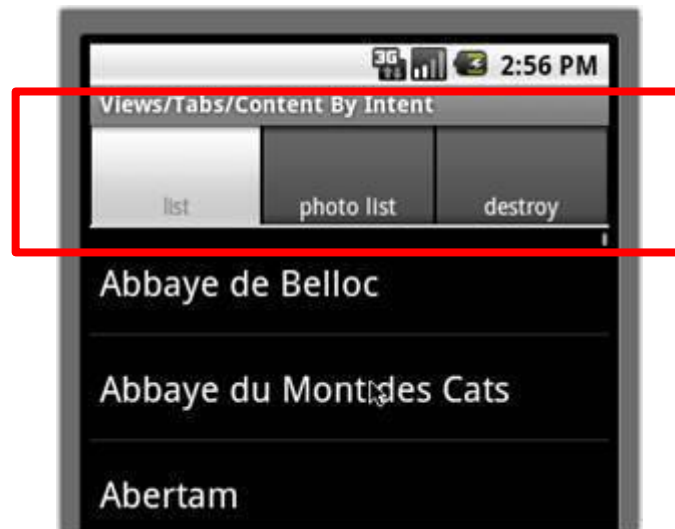 3G 2:56 PM
Views/Tabs/Content By Intent
list photo list destroy
Abbaye de Belloc
Abbaye du Mont des Cats
Abertam